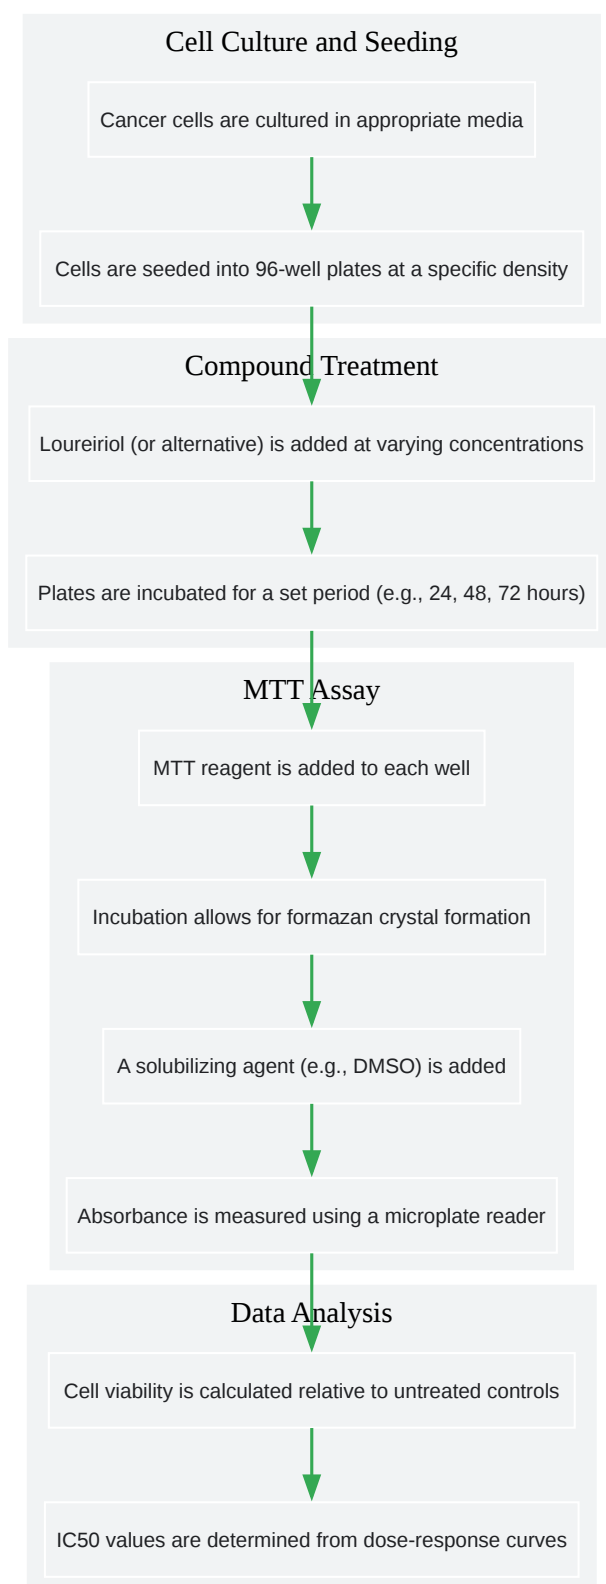 Cell Culture and Seeding
Cancer cells are cultured in appropriate media
Cells are seeded into 96-well plates at a specific density
Compound Treatment
Loureiriol (or alternative) is added at varying concentrations
Plates are incubated for a set period (e.g., 24, 48, 72 hours)
MTT Assay
MTT reagent is added to each well
Incubation allows for formazan crystal formation
A solubilizing agent (e.g., DMSO) is added
Absorbance is measured using a microplate reader
Data Analysis
Cell viability is calculated relative to untreated controls
IC50 values are determined from dose-response curves